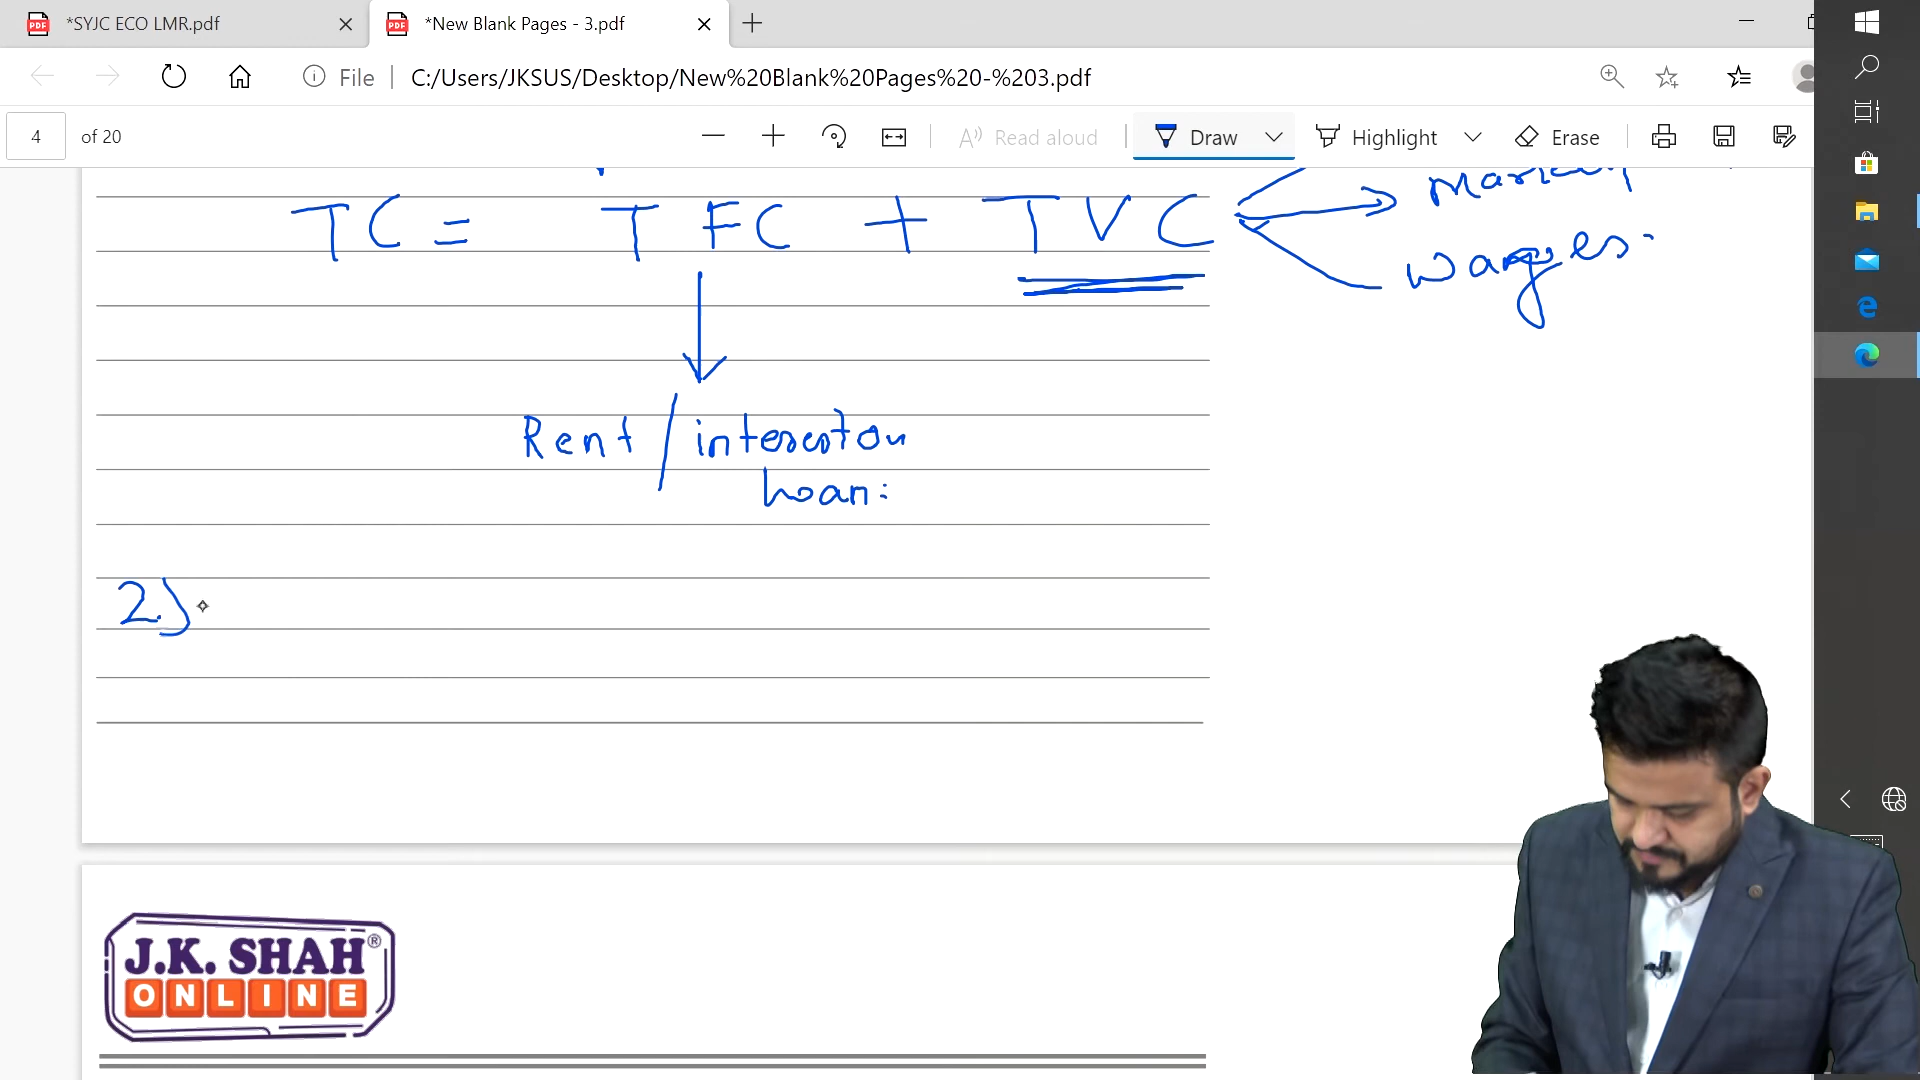 *SYJC ECO LMR.pdf
*New Blank Pages - 3.pdf
File
C:/Users/JKSUS/Desktop/New%20Blank%20Pages%20-%203.pdf
4 of 20
Read aloud
Draw
Highlight
Erase
TC = TFC + TVC
wages.
Rent / interest on
loan:
2.)
J.K. SHAH®
ONLINE